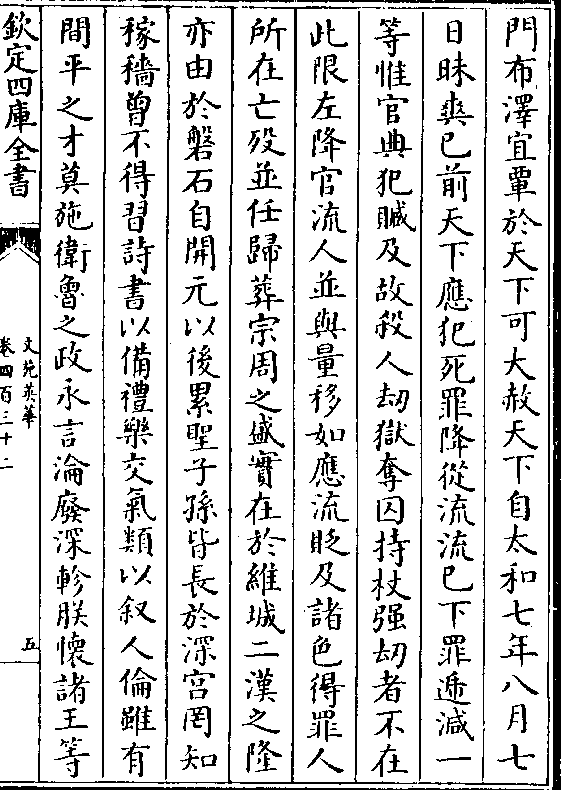 門布澤宜覃於天下可大赦天下自太和七年八月七
日昧爽已前天下應犯死罪降從流流已下罪遞減一
等惟官典犯贓及故殺人刼獄奪囚持杖强刼者不在
此限左降官流人並與量移如應流貶及諸色得罪人
所在亡歿並任歸葬宗周之盛實在於維城二漢之隆
亦由於磐石自開元以後累聖子孫皆長於深宫罔知
稼穡曾不得習詩書以備禮樂交氣類以叙人倫雖有
間平之才莫施衛魯之政永言淪廢深軫朕懷諸王等
欽定四庫全書
文苑英華
卷四百三十二
五